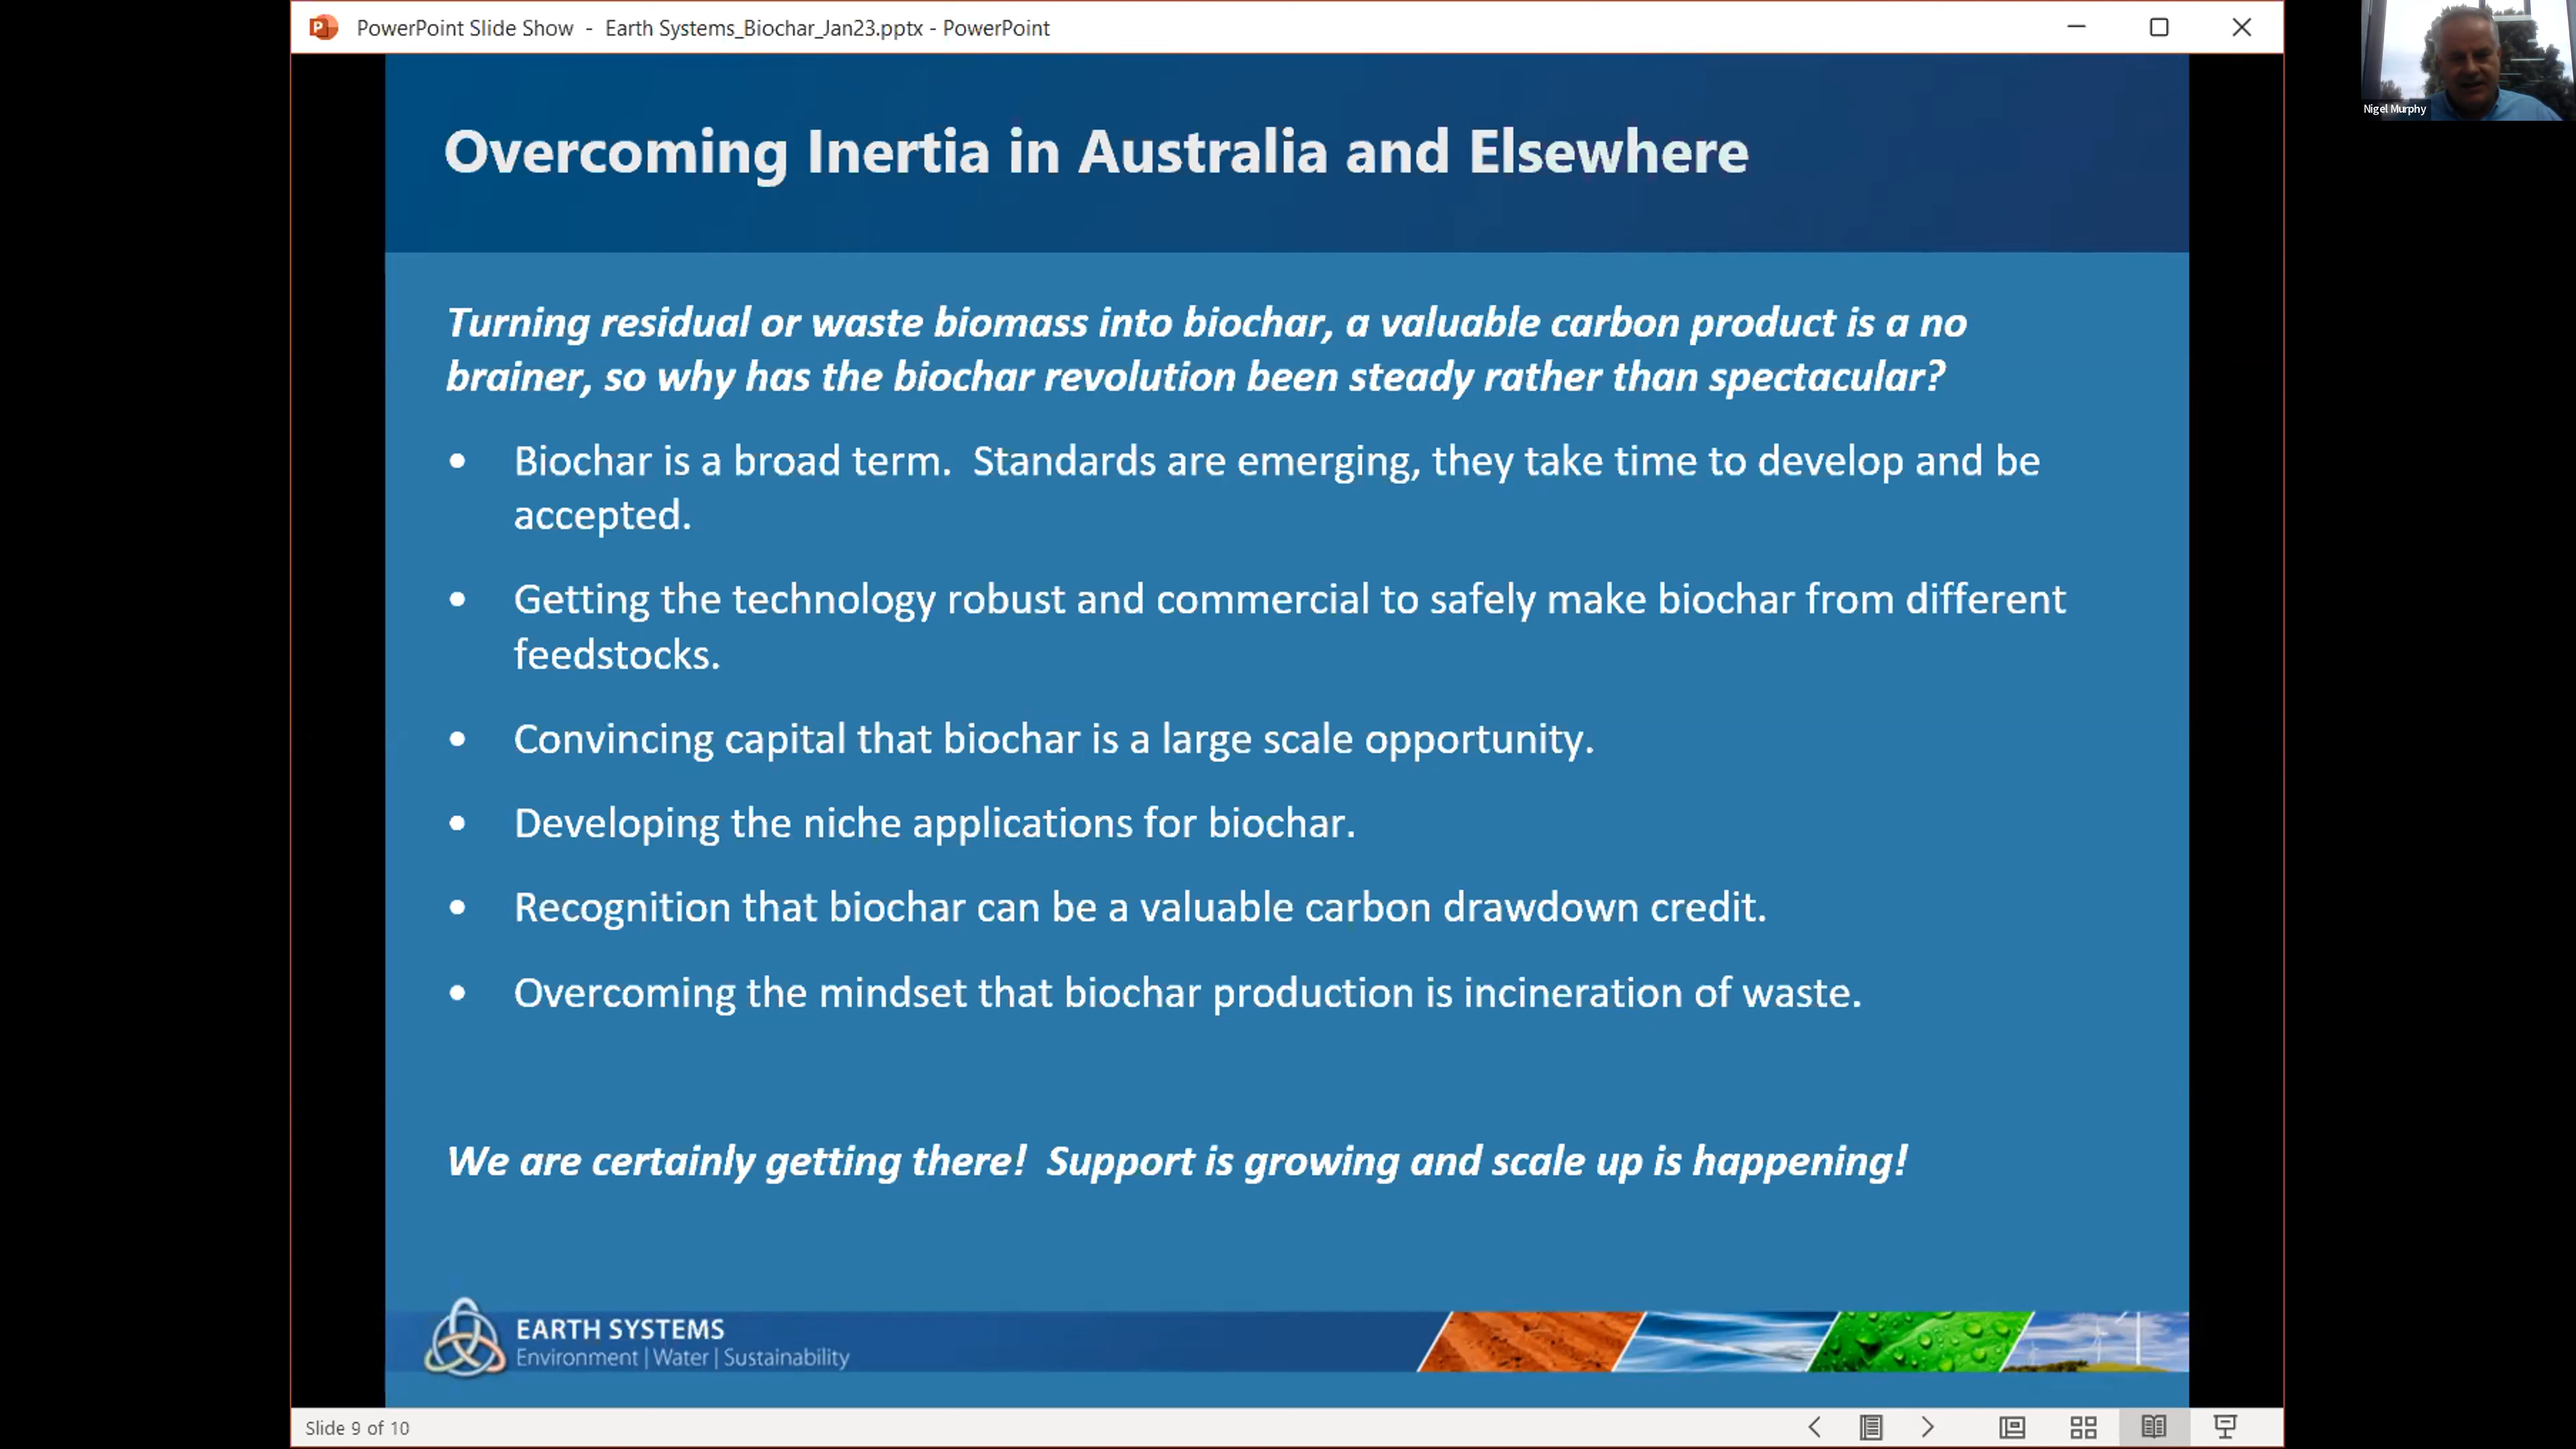 PowerPoint Slide Show - Earth Systems_Biochar_Jan23.pptx - PowerPoint
Nigel Murphy
Overcoming Inertia in Australia and Elsewhere
Turning residual or waste biomass into biochar, a valuable carbon product is a no
brainer, so why has the biochar revolution been steady rather than spectacular?
• Biochar is a broad term.  Standards are emerging, they take time to develop and be
accepted.
• Getting the technology robust and commercial to safely make biochar from different
feedstocks.
• Convincing capital that biochar is a large scale opportunity.
• Developing the niche applications for biochar.
• Recognition that biochar can be a valuable carbon drawdown credit.
• Overcoming the mindset that biochar production is incineration of waste.
We are certainly getting there!  Support is growing and scale up is happening!
EARTH SYSTEMS
Environment | Water | Sustainability
Slide 9 of 10